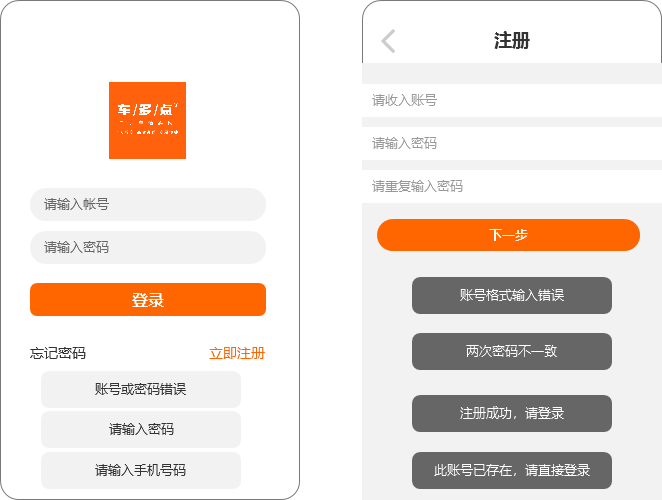 车/多/点
请输入帐号
请输入密码
登录
忘记密码
立即注册
账号或密码错误
请输入密码
请输入手机号码
注册
请收入账号
请输入密码
请重复输入密码
下一步
账号格式输入错误
两次密码不一致
注册成功，请登录
此账号已存在，请直接登录